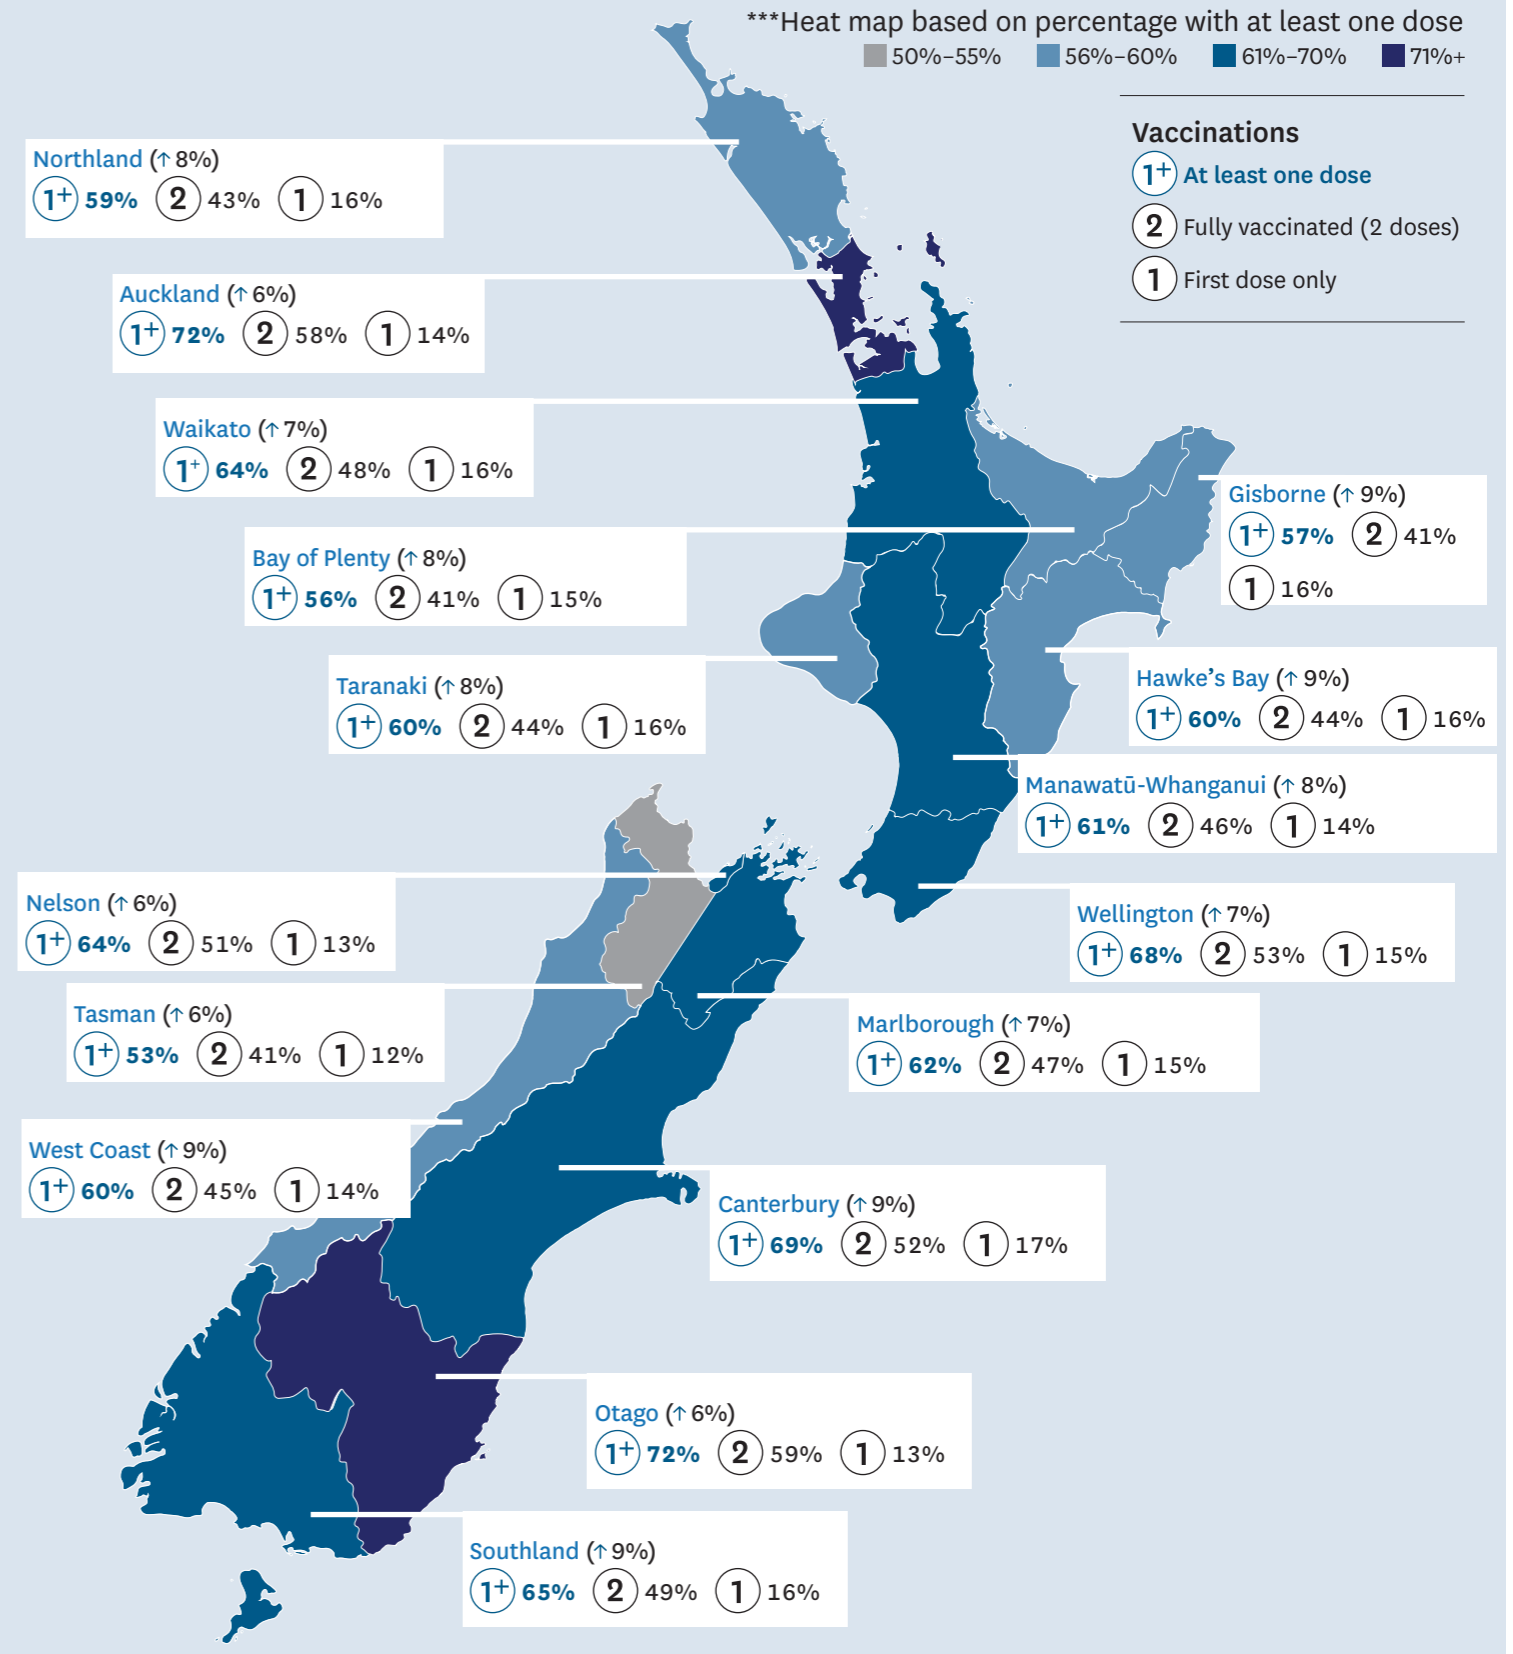 ***Heat map based on percentage with at least one dose
50%–55% 56%–60% 61%–70% 71%+
Vaccinations
1+ At least one dose
2 Fully vaccinated (2 doses)
1 First dose only
Northland (↑ 8%)
1+ 59% 2 43% 1 16%
Auckland (↑ 6%)
1+ 72% 2 58% 1 14%
Waikato (↑ 7%)
1+ 64% 2 48% 1 16%
Gisborne (↑ 9%)
1+ 57% 2 41%
1 16%
Bay of Plenty (↑ 8%)
1+ 56% 2 41% 1 15%
Taranaki (↑ 8%)
1+ 60% 2 44% 1 16%
Hawke’s Bay (↑ 9%)
1+ 60% 2 44% 1 16%
Manawatū-Whanganui (↑ 8%)
1+ 61% 2 46% 1 14%
Nelson (↑ 6%)
1+ 64% 2 51% 1 13%
Wellington (↑ 7%)
1+ 68% 2 53% 1 15%
Tasman (↑ 6%)
1+ 53% 2 41% 1 12%
Marlborough (↑ 7%)
1+ 62% 2 47% 1 15%
West Coast (↑ 9%)
1+ 60% 2 45% 1 14%
Canterbury (↑ 9%)
1+ 69% 2 52% 1 17%
Otago (↑ 6%)
1+ 72% 2 59% 1 13%
Southland (↑ 9%)
1+ 65% 2 49% 1 16%